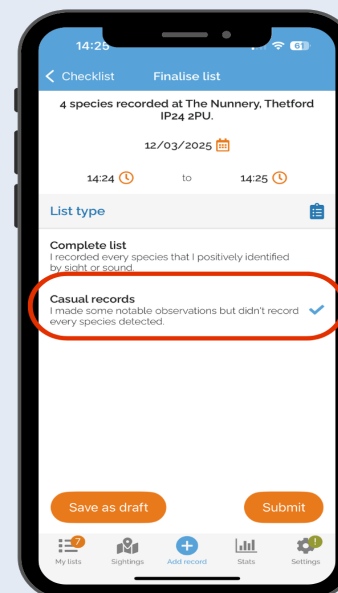 14:25
61
Checklist
Finalise list
4 species recorded at The Nunnery, Thetford
IP24 2PU.
12/03/2025
14:24 to 14:25
List type
Complete list
I recorded every species that I positively identified
by sight or sound.
Casual records
I made some notable observations but didn't record
every species detected.
Save as draft
Submit
7
!
My lists
Sightings
Add record
Stats
Settings